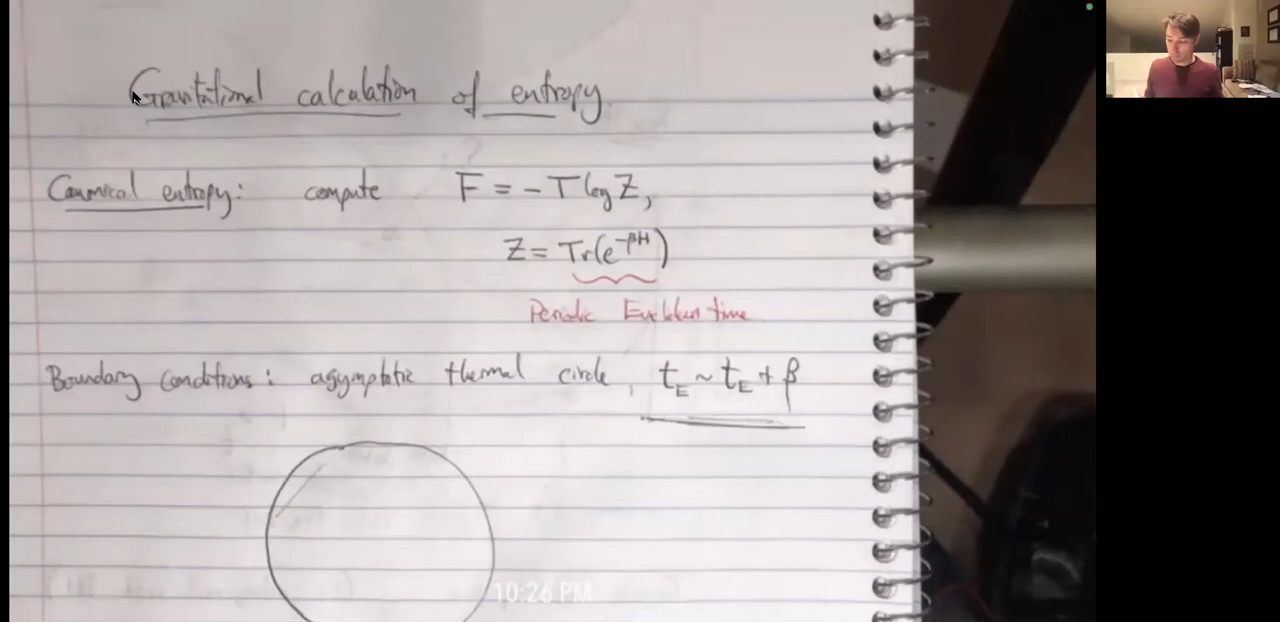 Gravitational calculation of entropy
Canonical entropy: compute F = -T log Z,
Z = Tr(e^{-βH})
Periodic Euclidean time
Boundary conditions: asymptotic thermal circle, t_E ~ t_E + β
10:26 PM